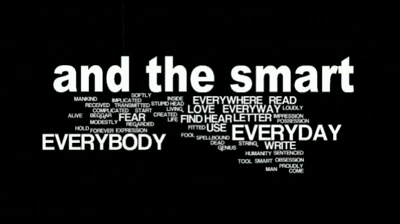 and the smart
SOFTLY
MANKIND IMPLICATED INSIDE EVERYWHERE READ
RECEIVED TRANSMITTED STUPID HEAD
COMPLICATED START LIVING LOVE EVERYWAY LOUDLY
ALIVE BEGGAR FEAR CREATED FIND HEAR LETTER IMPRESSION
MODESTLY REGARDED LIFE POSSESSION
HOLD FOREVER EXPRESSION FITTED USE EVERYDAY
EVERYBODY FOOL SPELLBOUND
DEAD STRING WRITE
GENIUS HUMANITY SENTENCED
TOOL SMART OBSESSION
PROUDLY
MAN COME